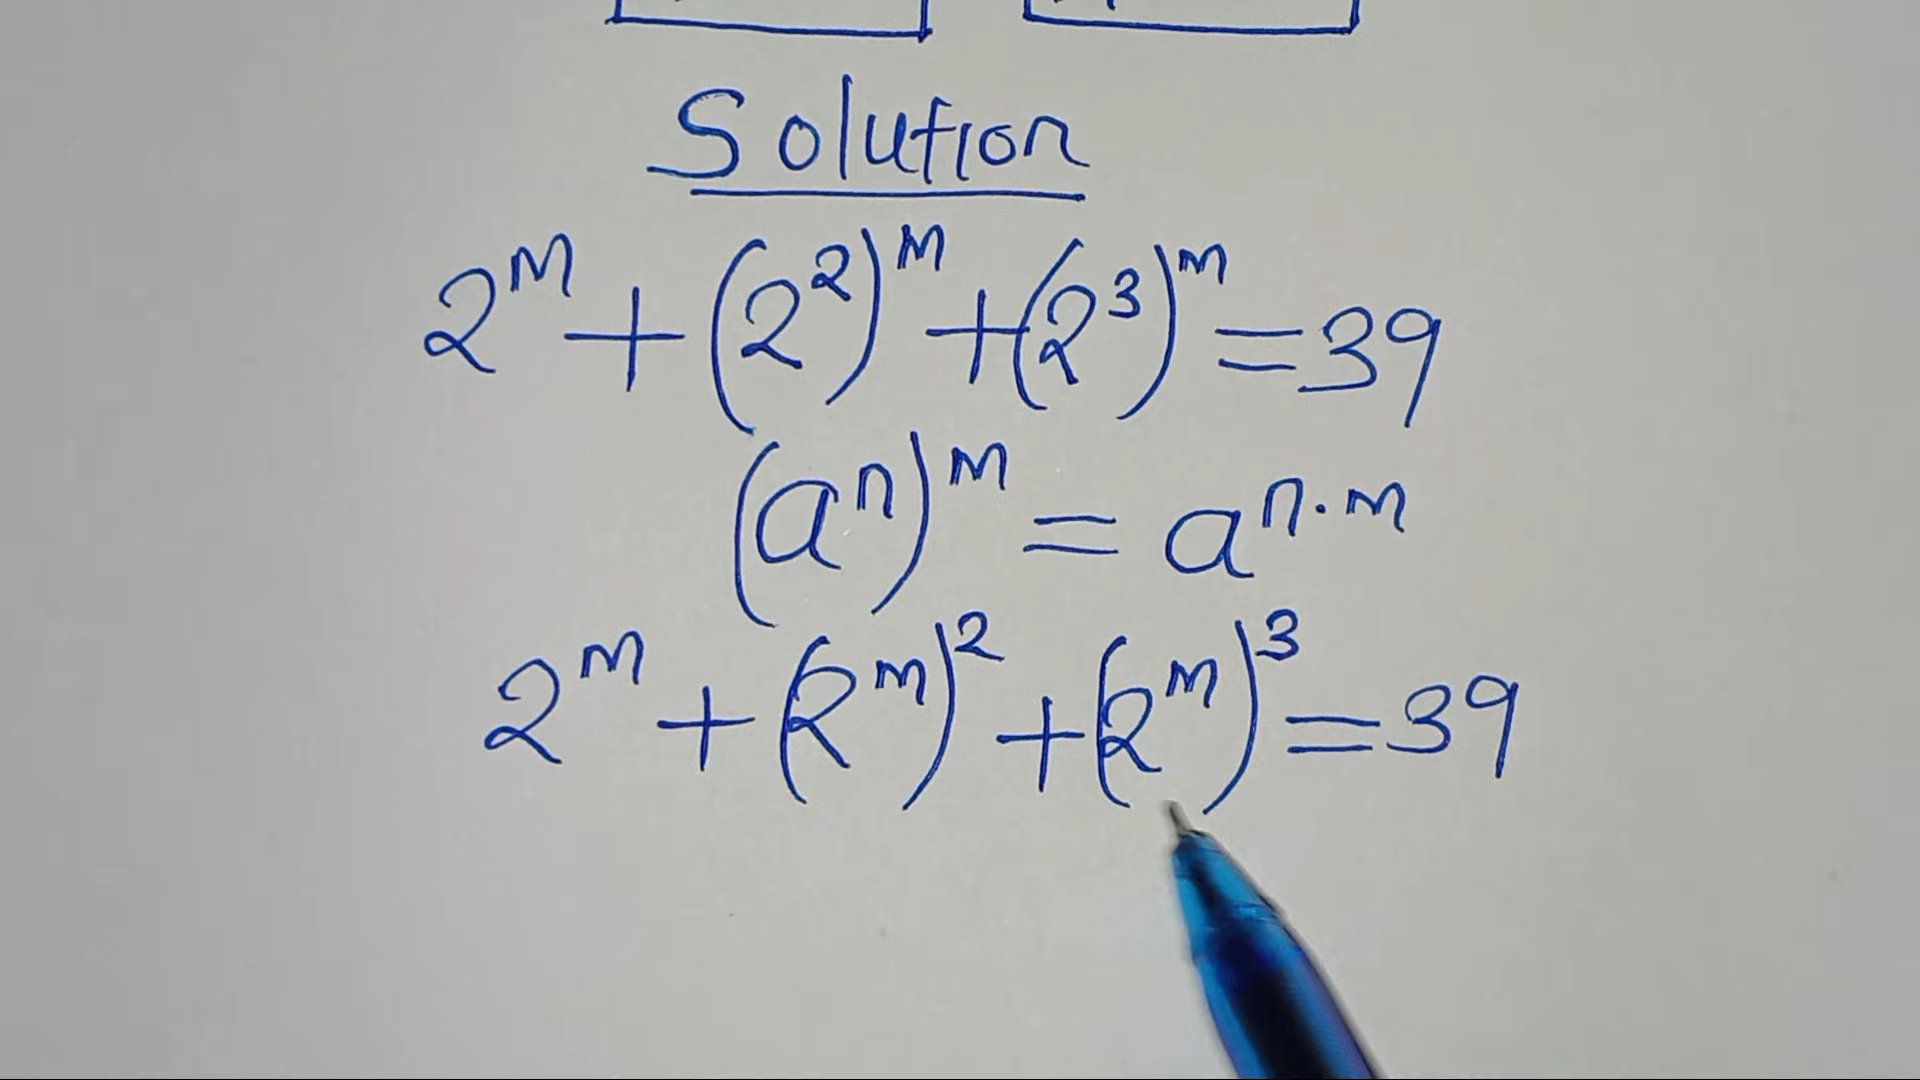 Solution
2^m + (2^2)^m + (2^3)^m = 39
(a^n)^m = a^{n·m}
2^m + (2^m)^2 + (2^m)^3 = 39